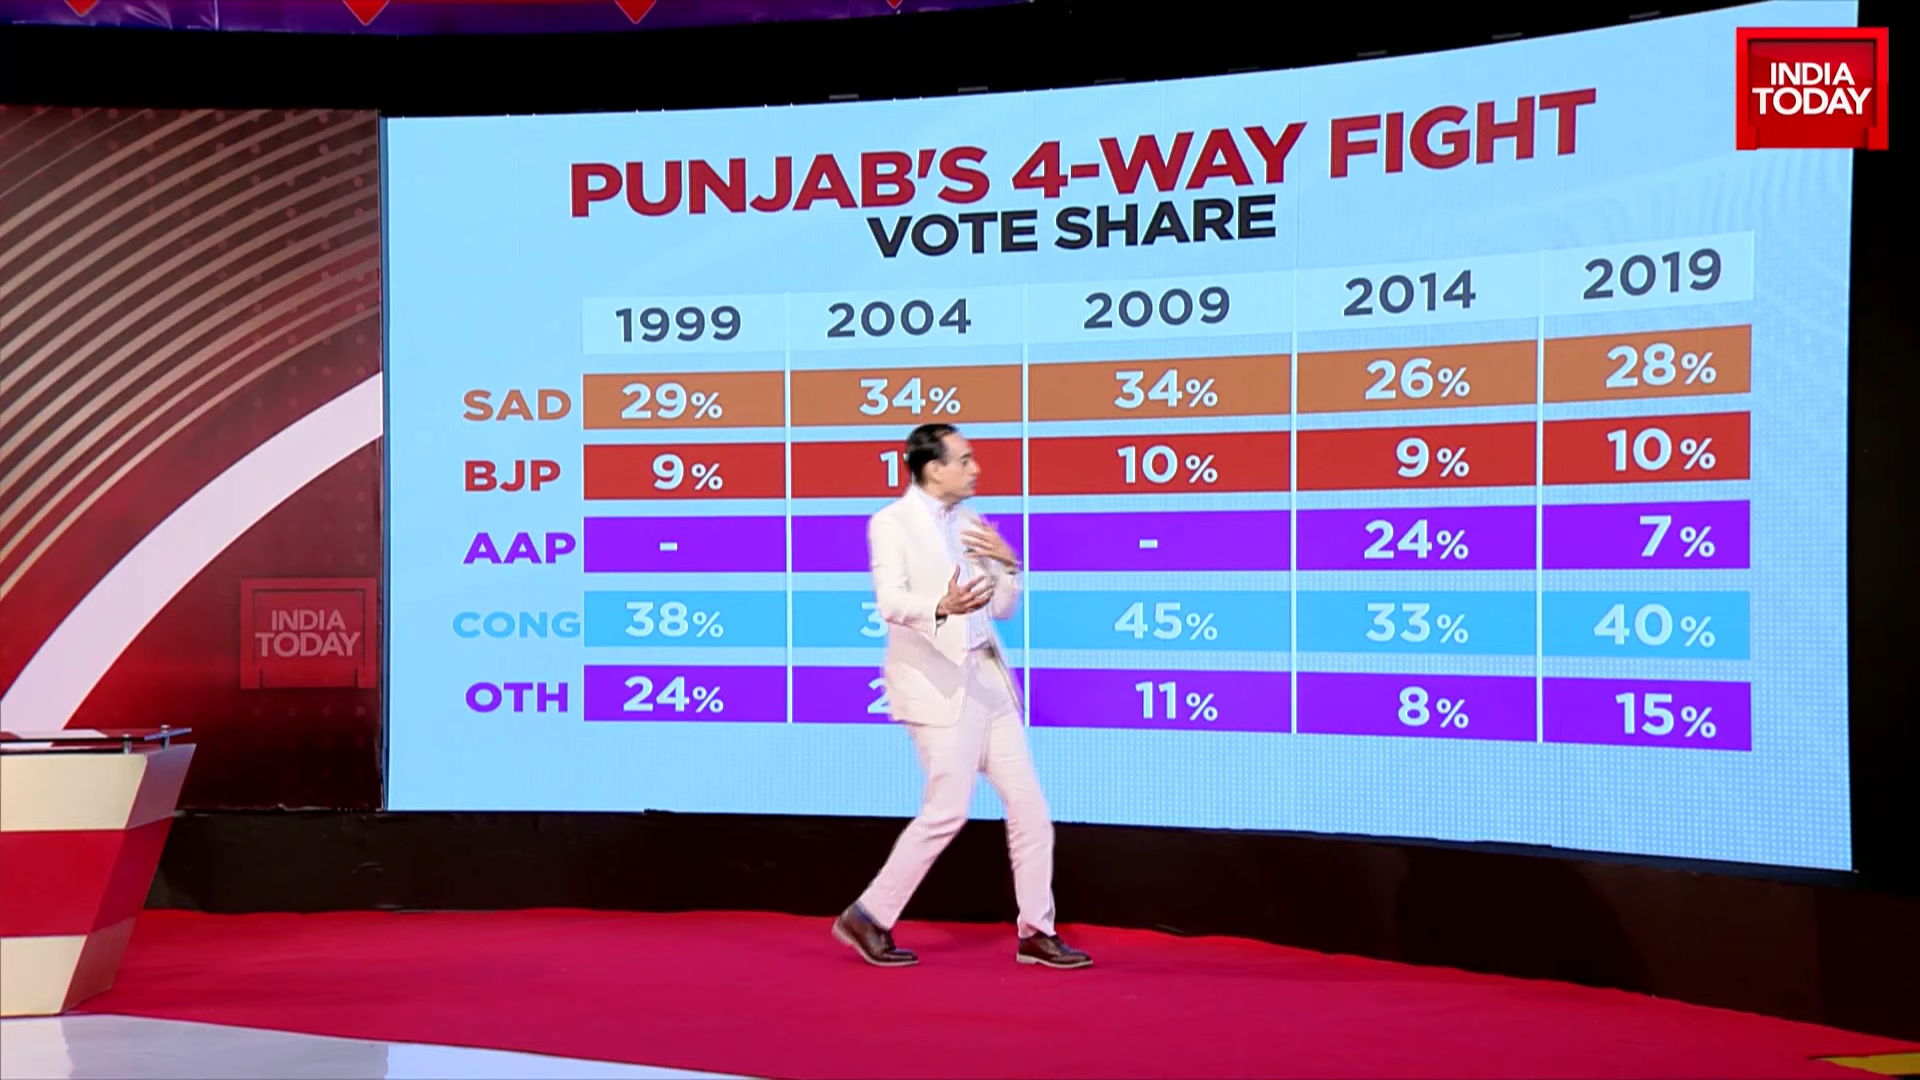 INDIA
TODAY
PUNJAB'S 4-WAY FIGHT
VOTE SHARE
1999 2004 2009 2014 2019
SAD 29% 34% 34% 26% 28%
BJP 9% 10% 9% 10%
AAP - - 24% 7%
CONG 38% 45% 33% 40%
OTH 24% 11% 8% 15%
INDIA
TODAY